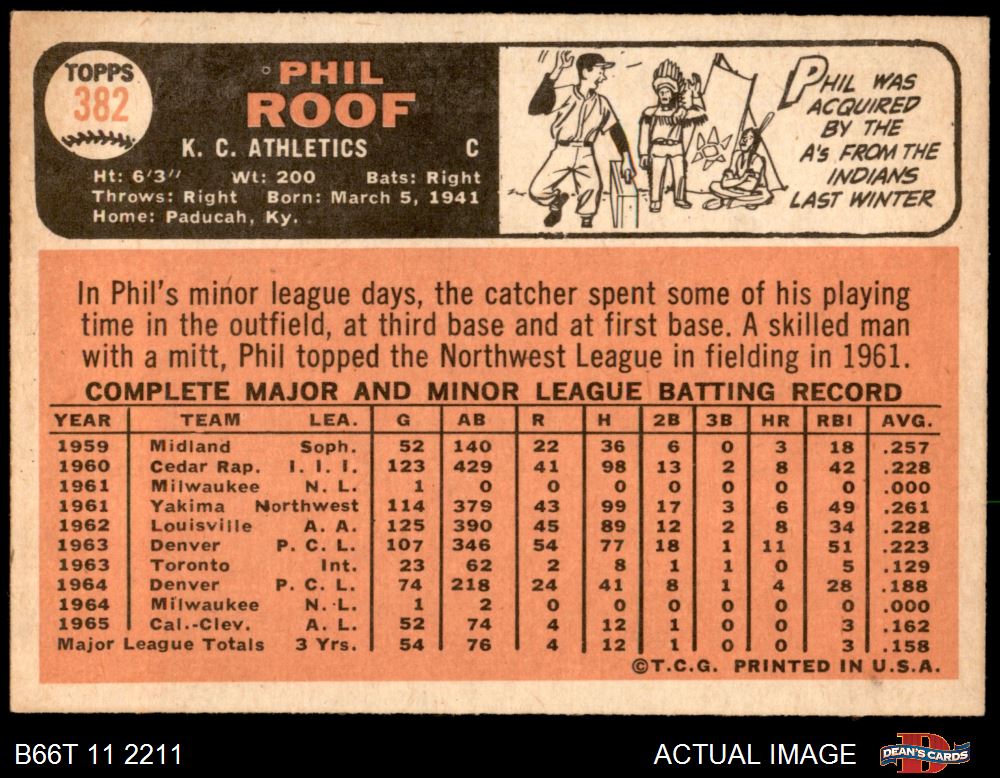 TOPPS
382
PHIL
ROOF
K. C. ATHLETICS C
Ht: 6'3" Wt: 200 Bats: Right
Throws: Right Born: March 5, 1941
Home: Paducah, Ky.
PHIL WAS
ACQUIRED
BY THE
A'S FROM THE
INDIANS
LAST WINTER
In Phil's minor league days, the catcher spent some of his playing
time in the outfield, at third base and at first base. A skilled man
with a mitt, Phil topped the Northwest League in fielding in 1961.
COMPLETE MAJOR AND MINOR LEAGUE BATTING RECORD
YEAR TEAM LEA. G AB R H 2B 3B HR RBI AVG.
1959 Midland Soph. 52 140 22 36 6 0 3 18 .257
1960 Cedar Rap. I. I. I. 123 429 41 98 13 2 8 42 .228
1961 Milwaukee N. L. 1 0 0 0 0 0 0 0 .000
1961 Yakima Northwest 114 379 43 99 17 3 6 49 .261
1962 Louisville A. A. 125 390 45 89 12 2 8 34 .228
1963 Denver P. C. L. 107 346 54 77 18 1 11 51 .223
1963 Toronto Int. 23 62 2 8 1 1 0 5 .129
1964 Denver P. C. L. 74 218 24 41 8 1 4 28 .188
1964 Milwaukee N. L. 1 2 0 0 0 0 0 0 .000
1965 Cal.-Clev. A. L. 52 74 4 12 1 0 0 3 .162
Major League Totals 3 Yrs. 54 76 4 12 1 0 0 3 .158
©T.C.G. PRINTED IN U.S.A.
B66T 11 2211 ACTUAL IMAGE DEAN'S CARDS